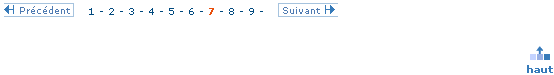 Précédent 1 - 2 - 3 - 4 - 5 - 6 - 7 - 8 - 9 - Suivant
haut